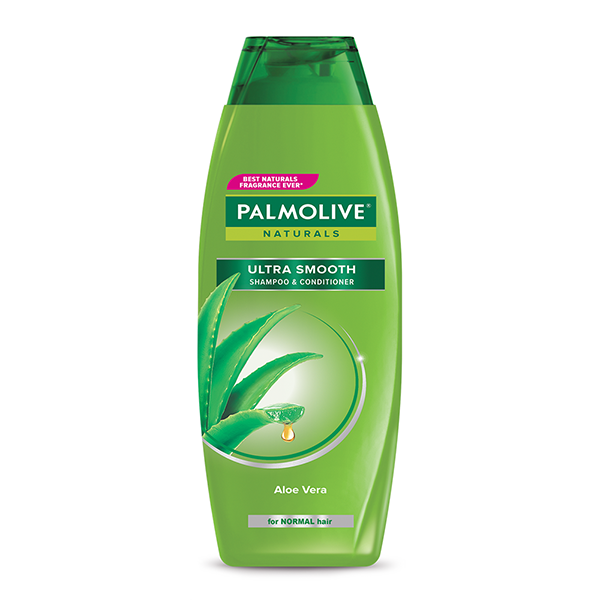 BEST NATURALS
FRAGRANCE EVER*
PALMOLIVE®
NATURALS
ULTRA SMOOTH
SHAMPOO & CONDITIONER
Aloe Vera
for NORMAL hair